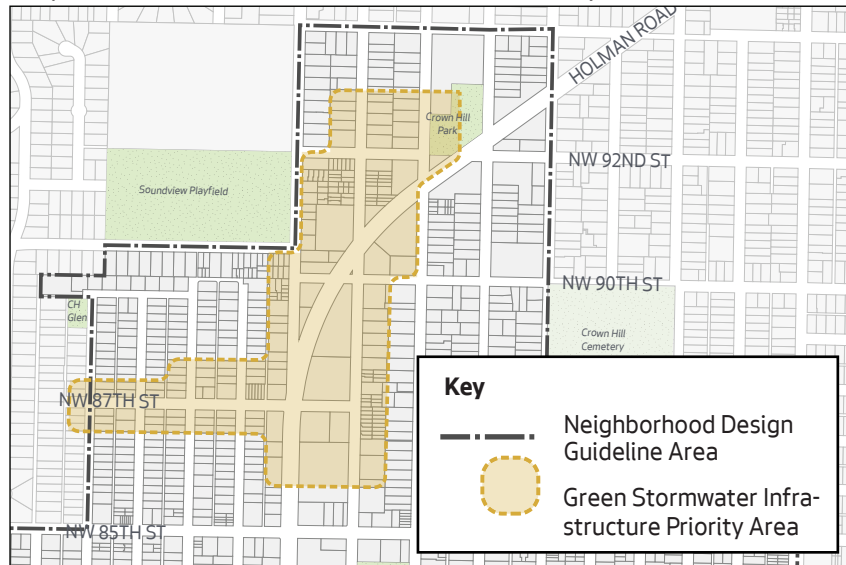 HOLMAN ROAD
Crown Hill
Park
NW 92ND ST
Soundview Playfield
NW 90TH ST
CH
Glen
Crown Hill
Cemetery
Key
NW 87TH ST
Neighborhood Design
Guideline Area
Green Stormwater Infra-
structure Priority Area
NW 85TH ST